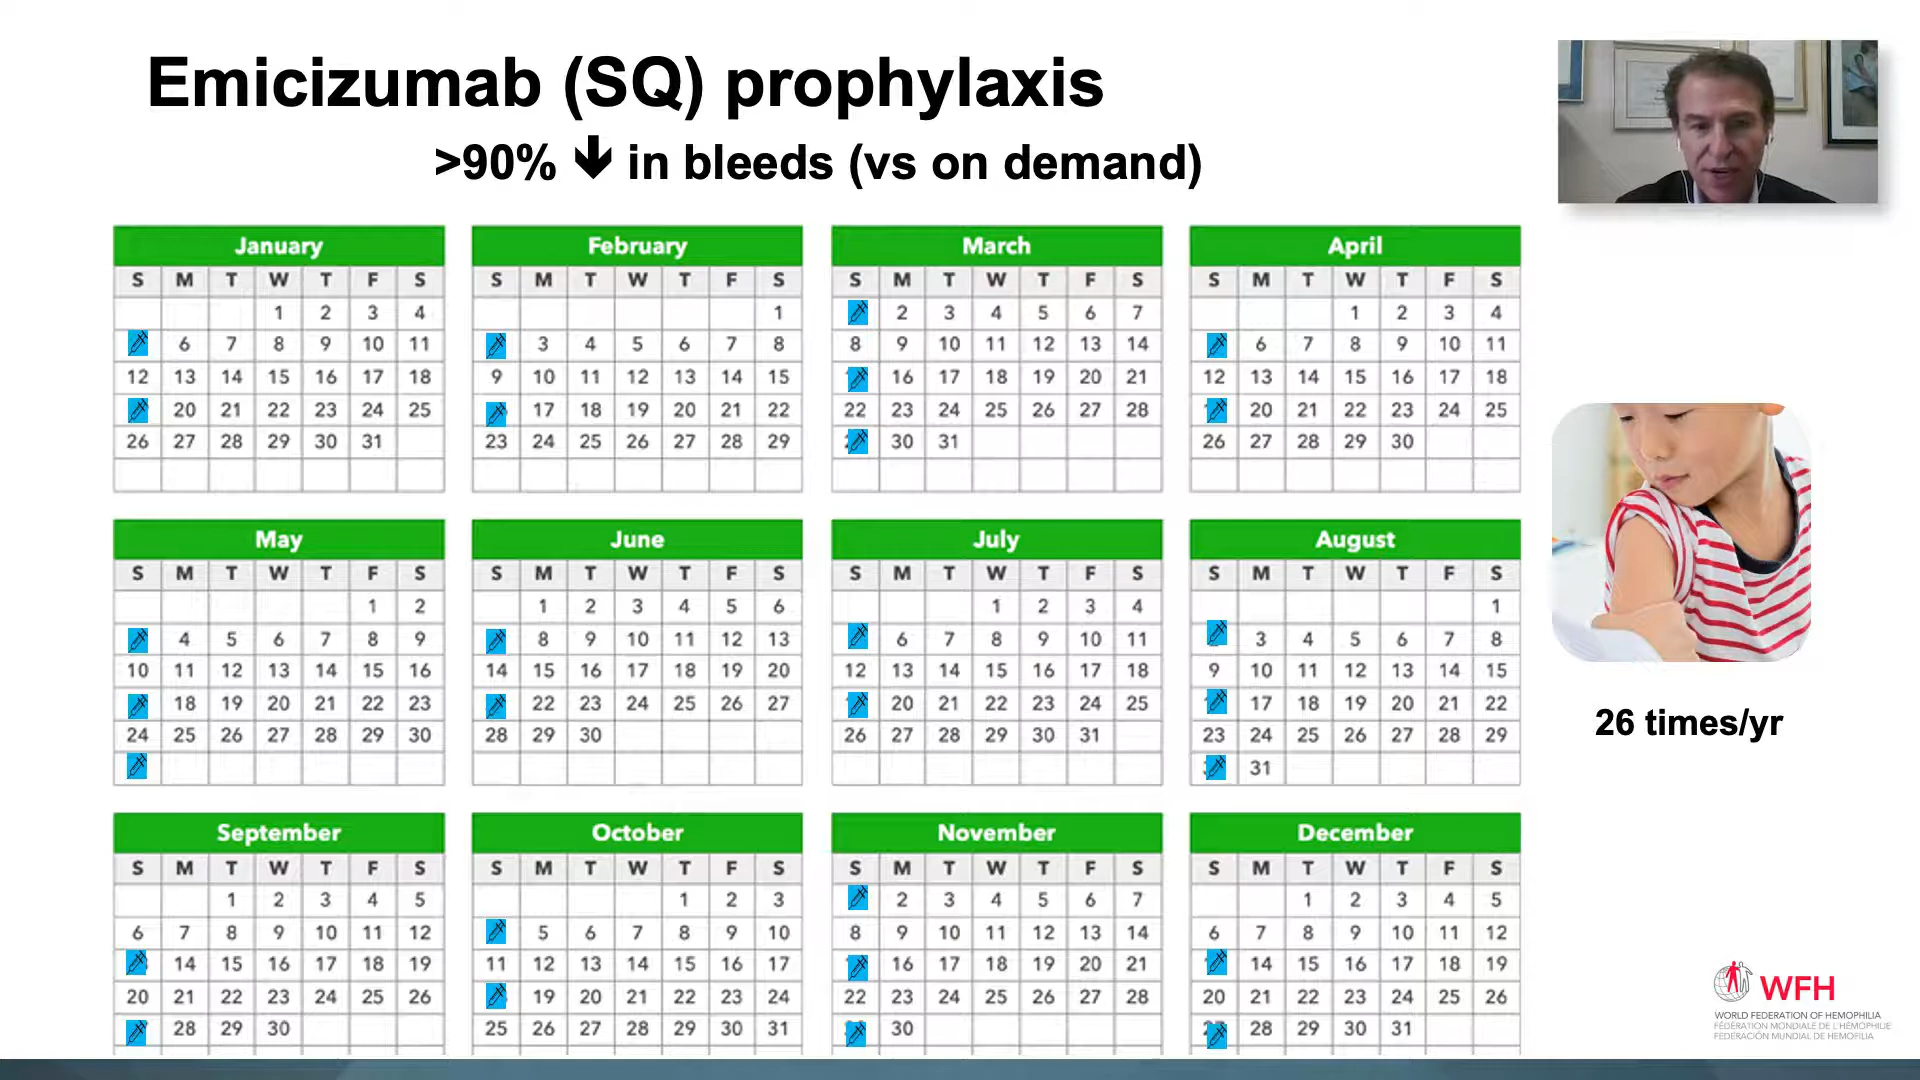 Emicizumab (SQ) prophylaxis
>90% 🡻 in bleeds (vs on demand)
January
S M T W T F S
1 2 3 4
6 7 8 9 10 11
12 13 14 15 16 17 18
20 21 22 23 24 25
26 27 28 29 30 31
February
S M T W T F S
1
3 4 5 6 7 8
9 10 11 12 13 14 15
17 18 19 20 21 22
23 24 25 26 27 28 29
March
S M T W T F S
2 3 4 5 6 7
8 9 10 11 12 13 14
16 17 18 19 20 21
22 23 24 25 26 27 28
30 31
April
S M T W T F S
1 2 3 4
6 7 8 9 10 11
12 13 14 15 16 17 18
20 21 22 23 24 25
26 27 28 29 30
May
S M T W T F S
1 2
4 5 6 7 8 9
10 11 12 13 14 15 16
18 19 20 21 22 23
24 25 26 27 28 29 30
June
S M T W T F S
1 2 3 4 5 6
8 9 10 11 12 13
14 15 16 17 18 19 20
22 23 24 25 26 27
28 29 30
July
S M T W T F S
1 2 3 4
6 7 8 9 10 11
12 13 14 15 16 17 18
20 21 22 23 24 25
26 27 28 29 30 31
August
S M T W T F S
1
3 4 5 6 7 8
9 10 11 12 13 14 15
17 18 19 20 21 22
23 24 25 26 27 28 29
31
September
S M T W T F S
1 2 3 4 5
6 7 8 9 10 11 12
14 15 16 17 18 19
20 21 22 23 24 25 26
28 29 30
October
S M T W T F S
1 2 3
5 6 7 8 9 10
11 12 13 14 15 16 17
19 20 21 22 23 24
25 26 27 28 29 30 31
November
S M T W T F S
2 3 4 5 6 7
8 9 10 11 12 13 14
16 17 18 19 20 21
22 23 24 25 26 27 28
30
December
S M T W T F S
1 2 3 4 5
6 7 8 9 10 11 12
14 15 16 17 18 19
20 21 22 23 24 25 26
28 29 30 31
26 times/yr
WFH
WORLD FEDERATION OF HEMOPHILIA
FÉDÉRATION MONDIALE DE L'HÉMOPHILIE
FEDERACIÓN MUNDIAL DE HEMOFILIA